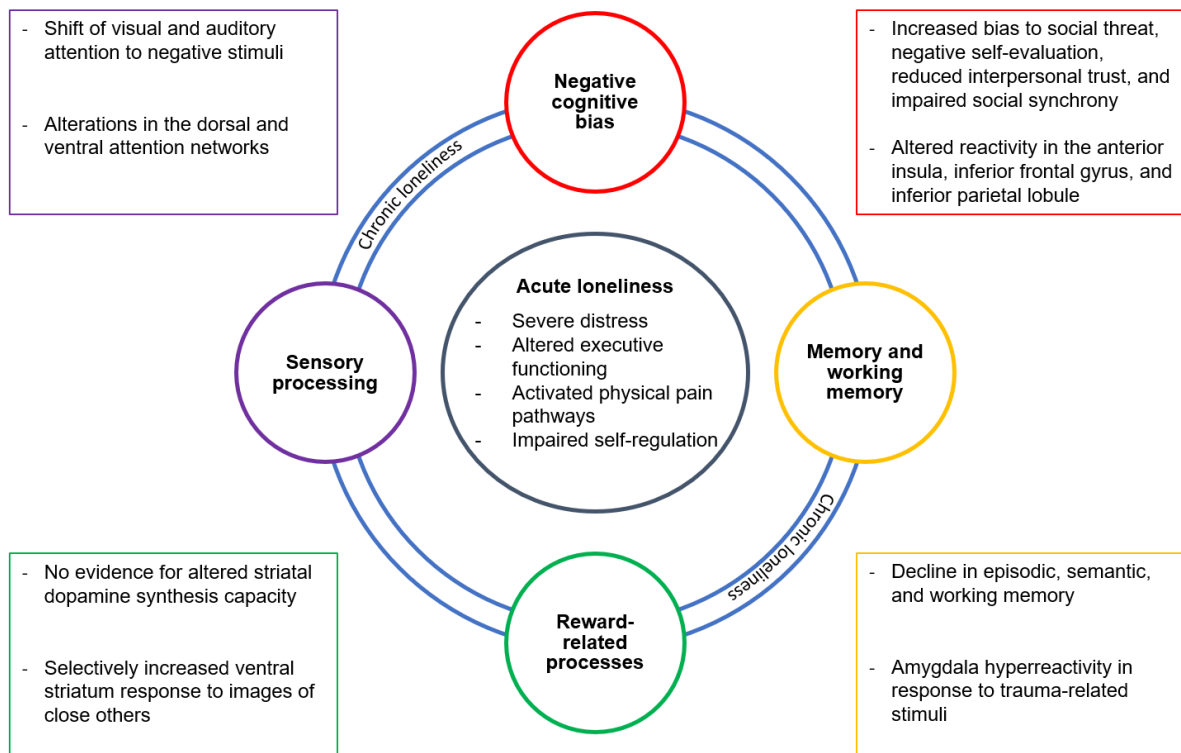 - Shift of visual and auditory
attention to negative stimuli
- Alterations in the dorsal and
ventral attention networks
Negative
cognitive
bias
- Increased bias to social threat,
negative self-evaluation,
reduced interpersonal trust, and
impaired social synchrony
- Altered reactivity in the anterior
insula, inferior frontal gyrus, and
inferior parietal lobule
Chronic loneliness
Sensory
processing
Acute loneliness
- Severe distress
- Altered executive
functioning
- Activated physical pain
pathways
- Impaired self-regulation
Memory and
working
memory
Chronic loneliness
- No evidence for altered striatal
dopamine synthesis capacity
- Selectively increased ventral
striatum response to images of
close others
Reward-
related
processes
- Decline in episodic, semantic,
and working memory
- Amygdala hyperreactivity in
response to trauma-related
stimuli